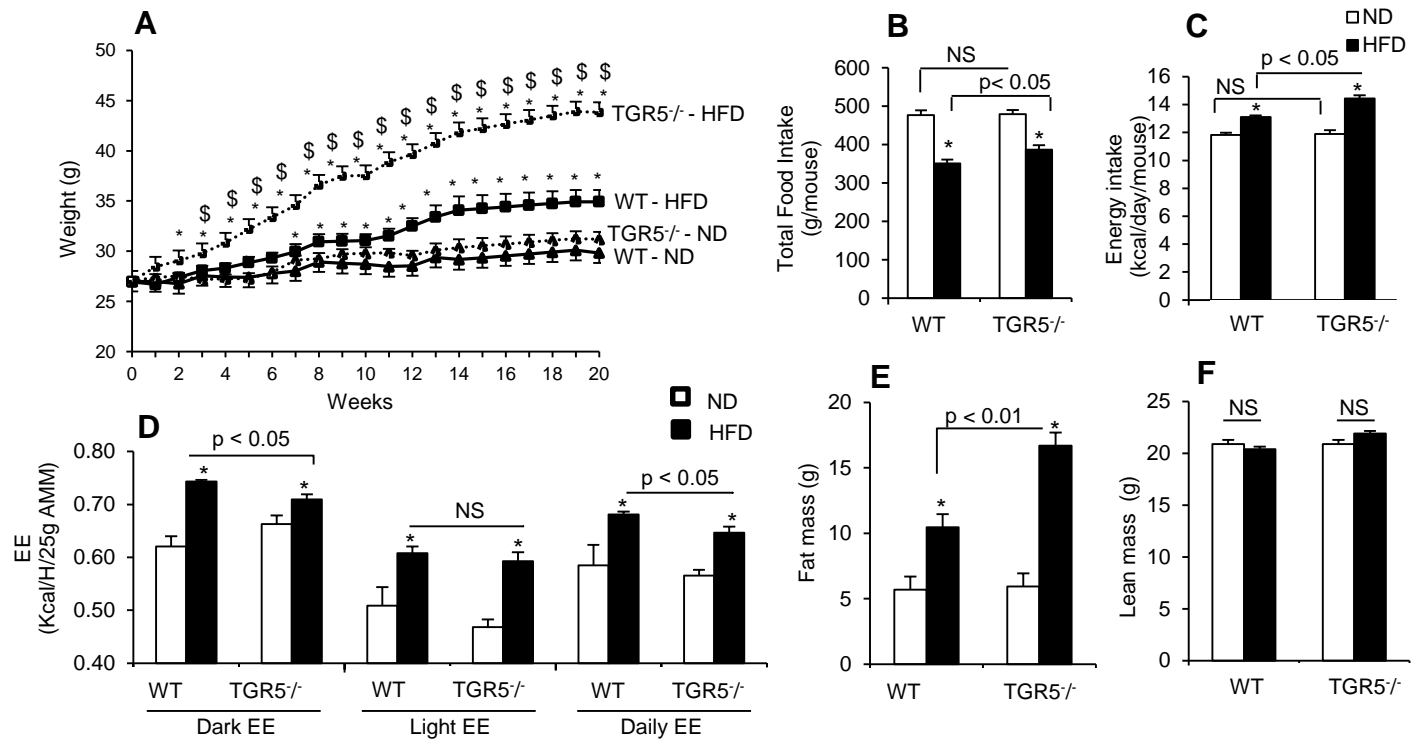 A
Weight (g)
50
45
40
35
30
25
20
0 2 4 6 8 10 12 14 16 18 20
Weeks
$ $ $ $ $ $ $ $ $ $ $ $ $ $ $ $ $ $
* * * * * * * * * * * * * * * * * * *
TGR5-/- - HFD
* * * * * * * * * * * * * *
WT - HFD
TGR5-/- - ND
WT - ND
B
Total Food Intake
(g/mouse)
600
500
400
300
200
100
0
NS
p< 0.05
* *
WT TGR5-/-
C
ND
HFD
Energy intake
(kcal/day/mouse)
16
14
12
10
8
6
4
2
0
NS
p < 0.05
* *
WT TGR5-/-
D
ND
HFD
EE
(Kcal/H/25g AMM)
0.80
0.70
0.60
0.50
0.40
p < 0.05
* *
NS
* *
p < 0.05
* *
WT TGR5-/- WT TGR5-/- WT TGR5-/-
Dark EE Light EE Daily EE
E
Fat mass (g)
20
15
10
5
0
p < 0.01
* *
WT TGR5-/-
F
Lean mass (g)
25
20
15
10
5
0
NS NS
WT TGR5-/-